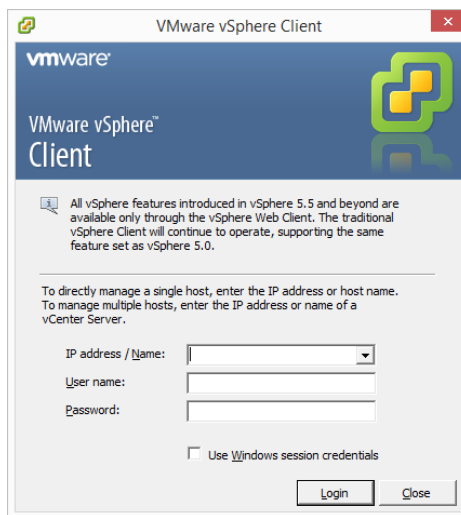 VMware vSphere Client
vmware
VMware vSphere™
Client
All vSphere features introduced in vSphere 5.5 and beyond are
available only through the vSphere Web Client. The traditional
vSphere Client will continue to operate, supporting the same
feature set as vSphere 5.0.
To directly manage a single host, enter the IP address or host name.
To manage multiple hosts, enter the IP address or name of a
vCenter Server.
IP address / Name:
User name:
Password:
Use Windows session credentials
Login Close